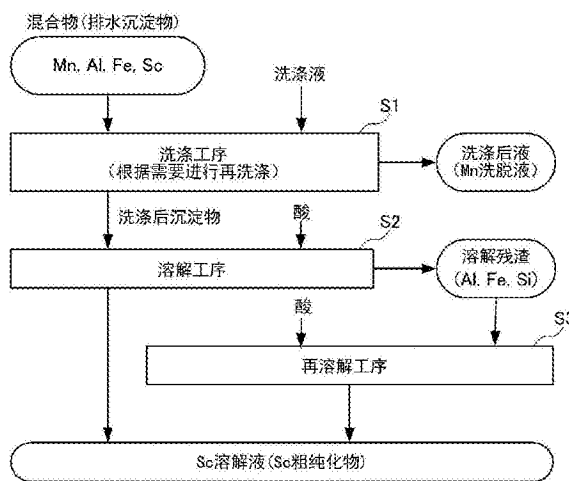 混合物(排水沉淀物)
Mn, Al, Fe, Sc
洗涤液
S1
洗涤工序
(根据需要进行再洗涤)
洗涤后液
(Mn洗脱液)
洗涤后沉淀物
酸
S2
溶解工序
溶解残渣
(Al, Fe, Si)
酸
S3
再溶解工序
Sc溶解液(Sc粗纯化物)